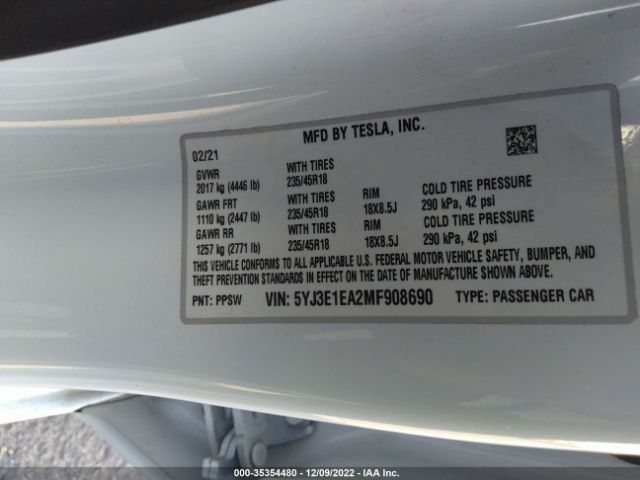 MFD BY TESLA, INC.
02/21
GVWR WITH TIRES
2017 kg (4446 lb) 235/45R18
GAWR FRT WITH TIRES RIM COLD TIRE PRESSURE
1110 kg (2447 lb) 235/45R18 18X8.5J 290 kPa, 42 psi
GAWR RR WITH TIRES RIM COLD TIRE PRESSURE
1257 kg (2771 lb) 235/45R18 18X8.5J 290 kPa, 42 psi
THIS VEHICLE CONFORMS TO ALL APPLICABLE U.S. FEDERAL MOTOR VEHICLE SAFETY, BUMPER, AND
THEFT PREVENTION STANDARDS IN EFFECT ON THE DATE OF MANUFACTURE SHOWN ABOVE.
PNT: PPSW VIN: 5YJ3E1EA2MF908690 TYPE: PASSENGER CAR
000-35354480 - 12/09/2022 - IAA Inc.